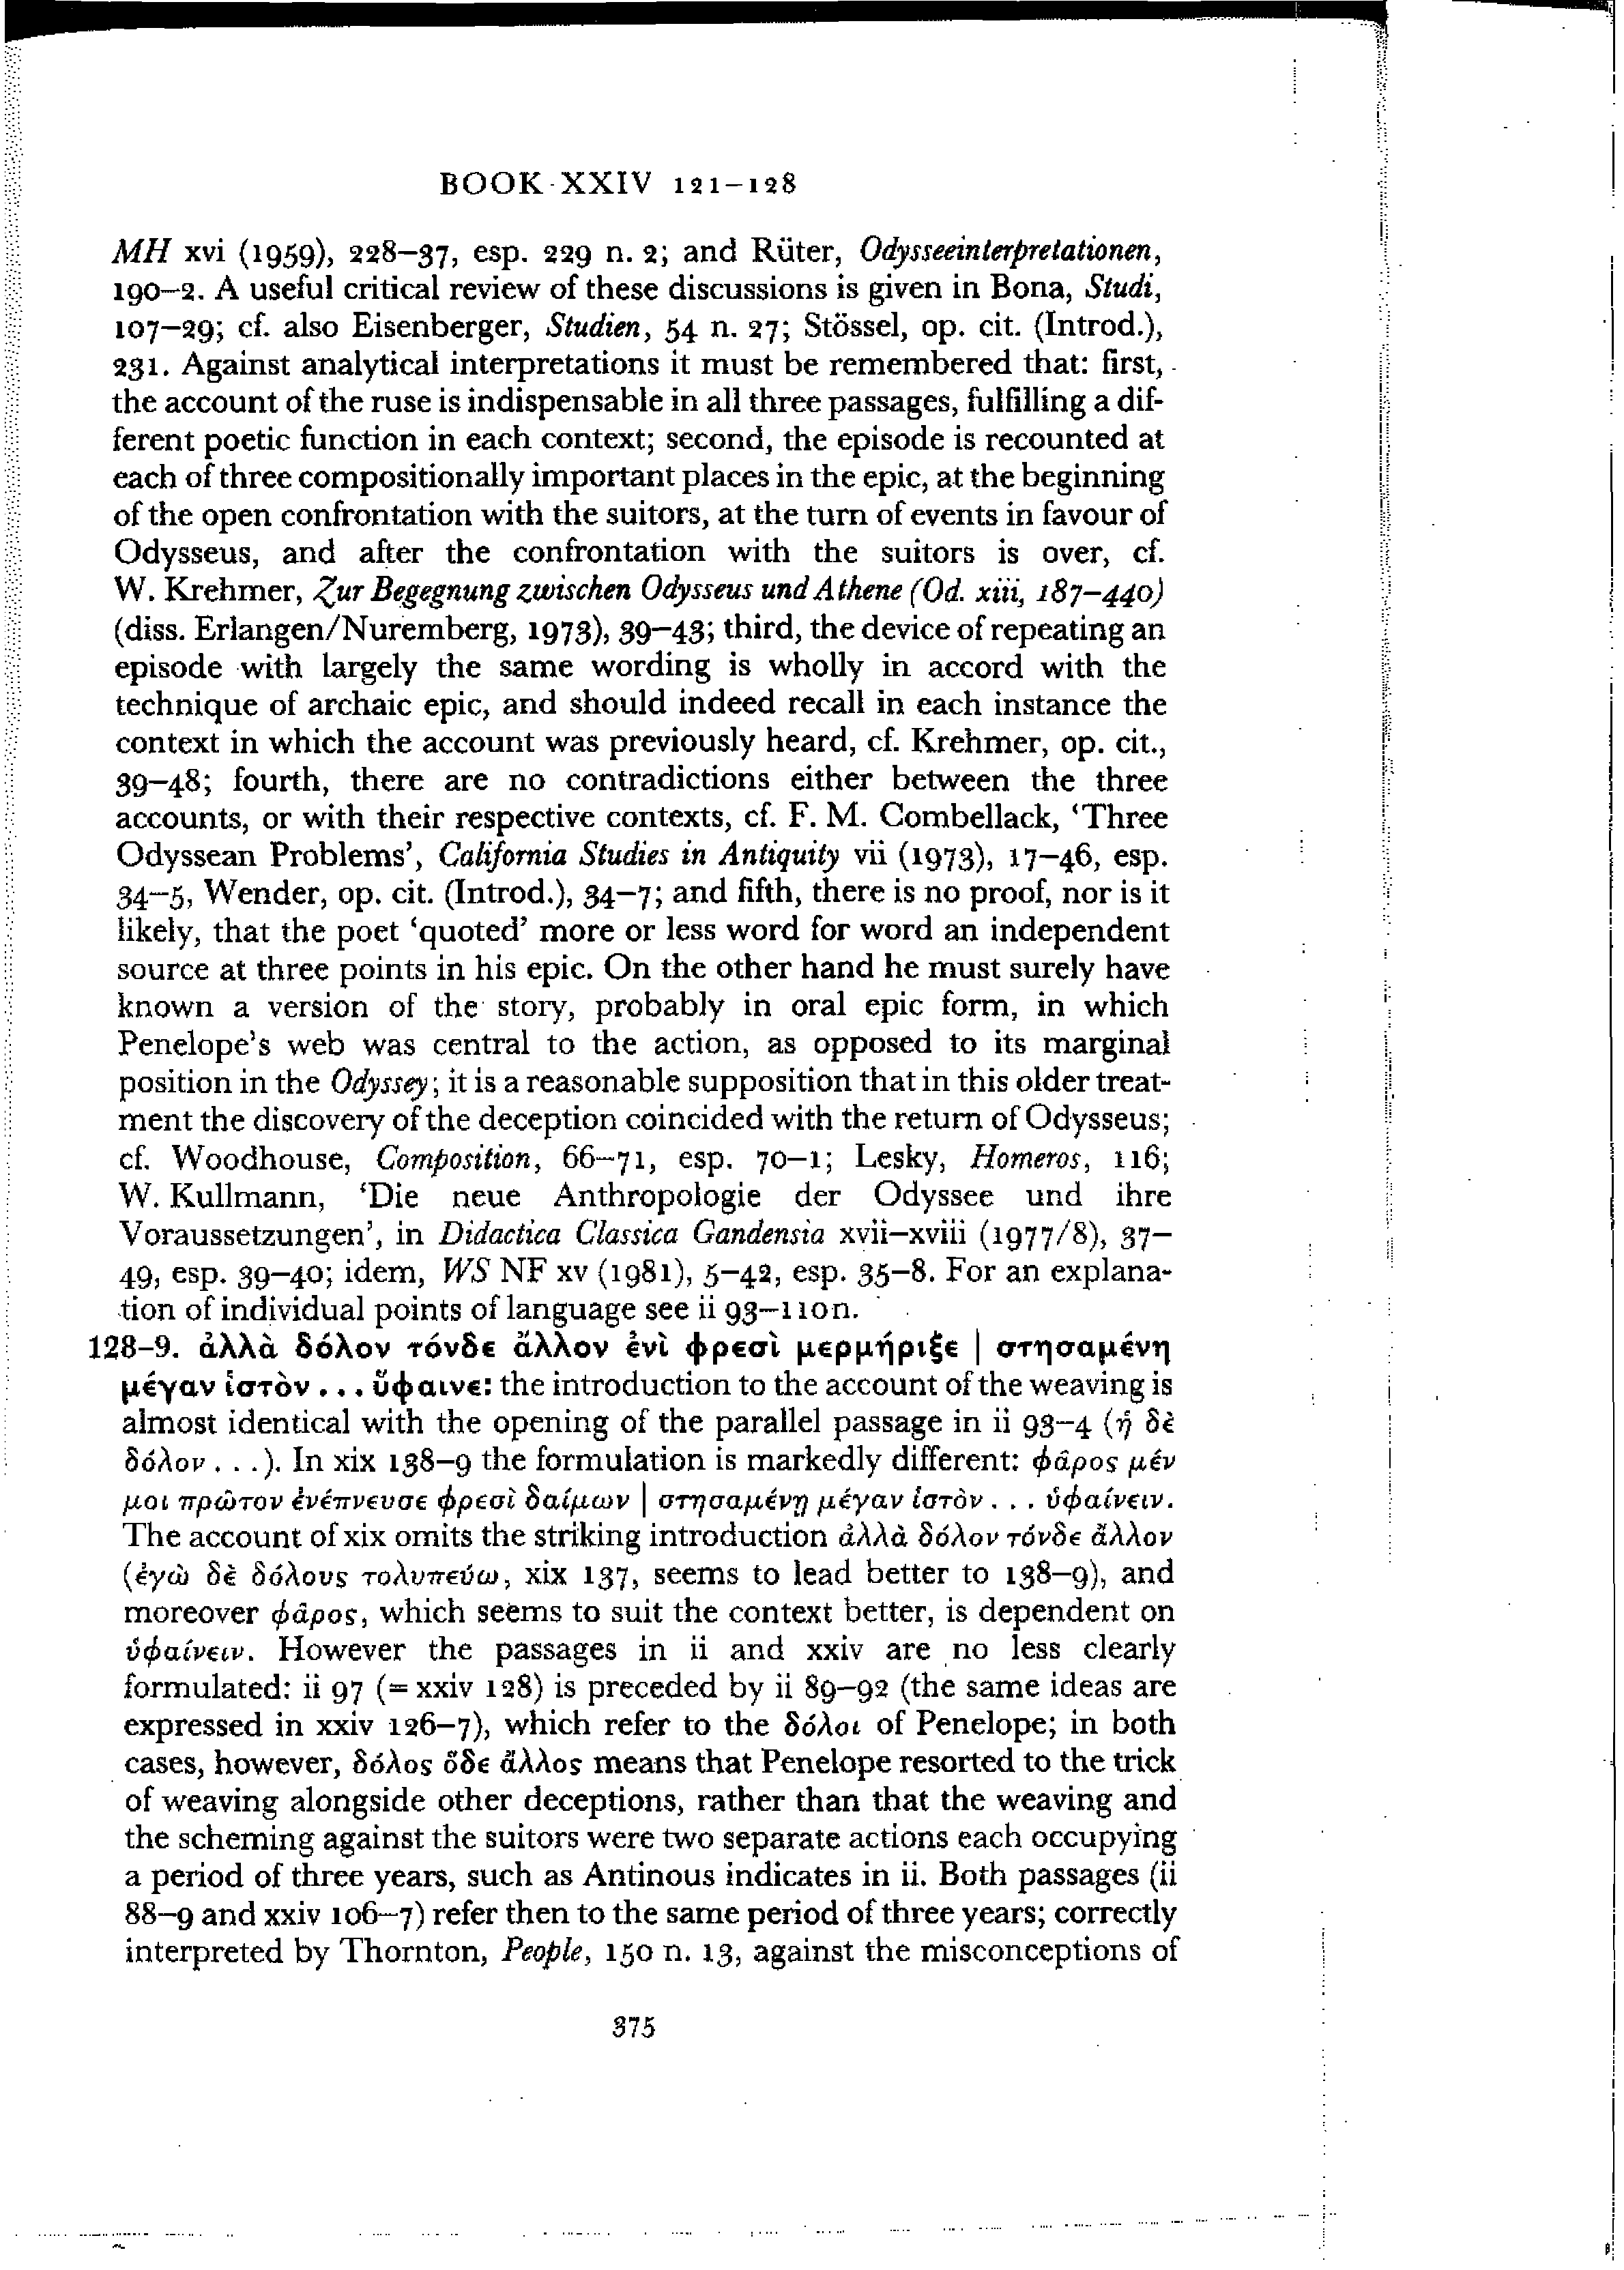 BOOK XXIV 121–128
MH xvi (1959), 228–37, esp. 229 n. 2; and Rüter, Odysseeinterpretationen,
190–2. A useful critical review of these discussions is given in Bona, Studi,
107–29; cf. also Eisenberger, Studien, 54 n. 27; Stössel, op. cit. (Introd.),
231. Against analytical interpretations it must be remembered that: first,
the account of the ruse is indispensable in all three passages, fulfilling a dif-
ferent poetic function in each context; second, the episode is recounted at
each of three compositionally important places in the epic, at the beginning
of the open confrontation with the suitors, at the turn of events in favour of
Odysseus, and after the confrontation with the suitors is over, cf.
W. Krehmer, Zur Begegnung zwischen Odysseus und Athene (Od. xiii, 187–440)
(diss. Erlangen/Nuremberg, 1973), 39–43; third, the device of repeating an
episode with largely the same wording is wholly in accord with the
technique of archaic epic, and should indeed recall in each instance the
context in which the account was previously heard, cf. Krehmer, op. cit.,
39–48; fourth, there are no contradictions either between the three
accounts, or with their respective contexts, cf. F. M. Combellack, ‘Three
Odyssean Problems’, California Studies in Antiquity vii (1973), 17–46, esp.
34–5, Wender, op. cit. (Introd.), 34–7; and fifth, there is no proof, nor is it
likely, that the poet ‘quoted’ more or less word for word an independent
source at three points in his epic. On the other hand he must surely have
known a version of the story, probably in oral epic form, in which
Penelope’s web was central to the action, as opposed to its marginal
position in the Odyssey; it is a reasonable supposition that in this older treat-
ment the discovery of the deception coincided with the return of Odysseus;
cf. Woodhouse, Composition, 66–71, esp. 70–1; Lesky, Homeros, 116;
W. Kullmann, ‘Die neue Anthropologie der Odyssee und ihre
Voraussetzungen’, in Didactica Classica Gandensia xvii–xviii (1977/8), 37–
49, esp. 39–40; idem, WS NF xv (1981), 5–42, esp. 35–8. For an explana-
tion of individual points of language see ii 93–110n.
128–9. ἀλλὰ δόλον τόνδε ἄλλον ἐνὶ φρεσὶ μερμήριξε | στησαμένη
μέγαν ἱστὸν . . . ὕφαινε: the introduction to the account of the weaving is
almost identical with the opening of the parallel passage in ii 93–4 (ἡ δὲ
δόλον . . .). In xix 138–9 the formulation is markedly different: φᾶρος μέν
μοι πρῶτον ἐνέπνευσε φρεσὶ δαίμων | στησαμένῃ μέγαν ἱστὸν . . . ὑφαίνειν.
The account of xix omits the striking introduction ἀλλὰ δόλον τόνδε ἄλλον
(ἐγὼ δὲ δόλους τολυπεύω, xix 137, seems to lead better to 138–9), and
moreover φᾶρος, which seems to suit the context better, is dependent on
ὑφαίνειν. However the passages in ii and xxiv are no less clearly
formulated: ii 97 (= xxiv 128) is preceded by ii 89–92 (the same ideas are
expressed in xxiv 126–7), which refer to the δόλοι of Penelope; in both
cases, however, δόλος ὅδε ἄλλος means that Penelope resorted to the trick
of weaving alongside other deceptions, rather than that the weaving and
the scheming against the suitors were two separate actions each occupying
a period of three years, such as Antinous indicates in ii. Both passages (ii
88–9 and xxiv 106–7) refer then to the same period of three years; correctly
interpreted by Thornton, People, 150 n. 13, against the misconceptions of
375